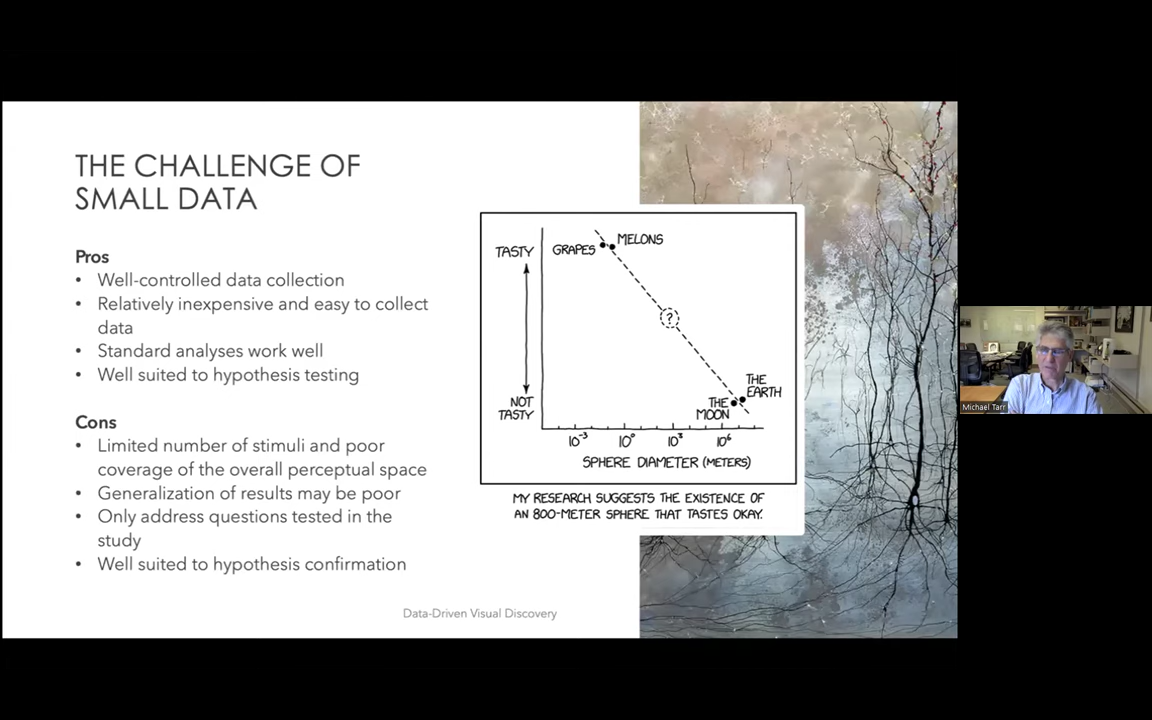 THE CHALLENGE OF
SMALL DATA
Pros
• Well-controlled data collection
• Relatively inexpensive and easy to collect
data
• Standard analyses work well
• Well suited to hypothesis testing
Cons
• Limited number of stimuli and poor
coverage of the overall perceptual space
• Generalization of results may be poor
• Only address questions tested in the
study
• Well suited to hypothesis confirmation
TASTY
GRAPES
MELONS
?
NOT
TASTY
THE
MOON
THE
EARTH
10⁻³ 10⁰ 10³ 10⁶
SPHERE DIAMETER (METERS)
MY RESEARCH SUGGESTS THE EXISTENCE OF
AN 800-METER SPHERE THAT TASTES OKAY.
Data-Driven Visual Discovery
Michael Tarr